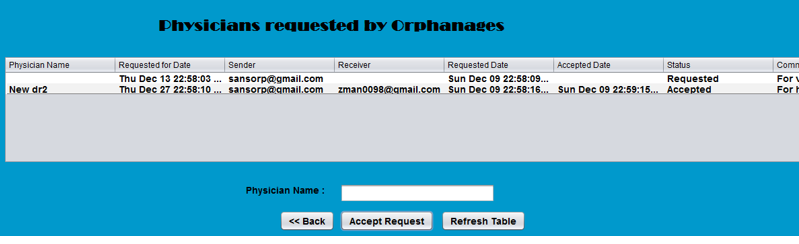 Physicians requested by Orphanages
Physician Name Requested for Date Sender Receiver Requested Date Accepted Date Status Comm
Thu Dec 13 22:58:03 ... sansorp@gmail.com Sun Dec 09 22:58:09... Requested For v
New dr2 Thu Dec 27 22:58:10 ... sansorp@gmail.com zman0098@gmail.com Sun Dec 09 22:58:16... Sun Dec 09 22:59:15... Accepted For h
Physician Name :
<< Back Accept Request Refresh Table